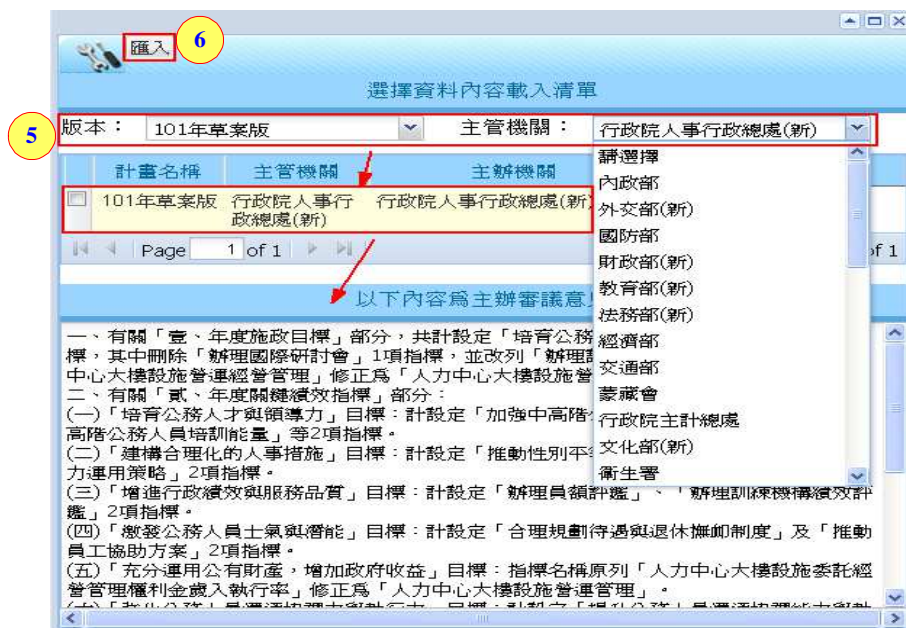 匯入
6
選擇資料內容載入清單
5
版本： 101年草案版 主管機關： 行政院人事行政總處(新)
計畫名稱 主管機關 主辦機關
101年草案版 行政院人事行政總處(新) 行政院人事行政總處(新)
Page 1 of 1
of 1
請選擇
內政部
外交部(新)
國防部
財政部(新)
教育部(新)
法務部(新)
經濟部
交通部
蒙藏會
行政院主計總處
文化部(新)
衛生署
以下內容為主辦審議意
一、有關「壹、年度施政目標」部分，共計設定「培育公務
標，其中刪除「辦理國際研討會」1項指標，並改列「辦理
中心大樓設施營運經營管理」修正為「人力中心大樓設施營
二、有關「貳、年度關鍵績效指標」部分：
(一)「培育公務人才與領導力」目標：計設定「加強中高階
高階公務人員培訓能量」等2項指標。
(二)「建構合理化的人事措施」目標：計設定「推動性別平
力運用策略」2項指標。
(三)「增進行政績效與服務品質」目標：計設定「辦理員額評鑑」、「辦理訓練機構績效評
鑑」2項指標。
(四)「激發公務人員士氣與潛能」目標：計設定「合理規劃待遇與退休撫卹制度」及「推動
員工協助方案」2項指標。
(五)「充分運用公有財產，增加政府收益」目標：指標名稱原列「人力中心大樓設施委託經
營管理權利金歲入執行率」修正為「人力中心大樓設施營運管理」。